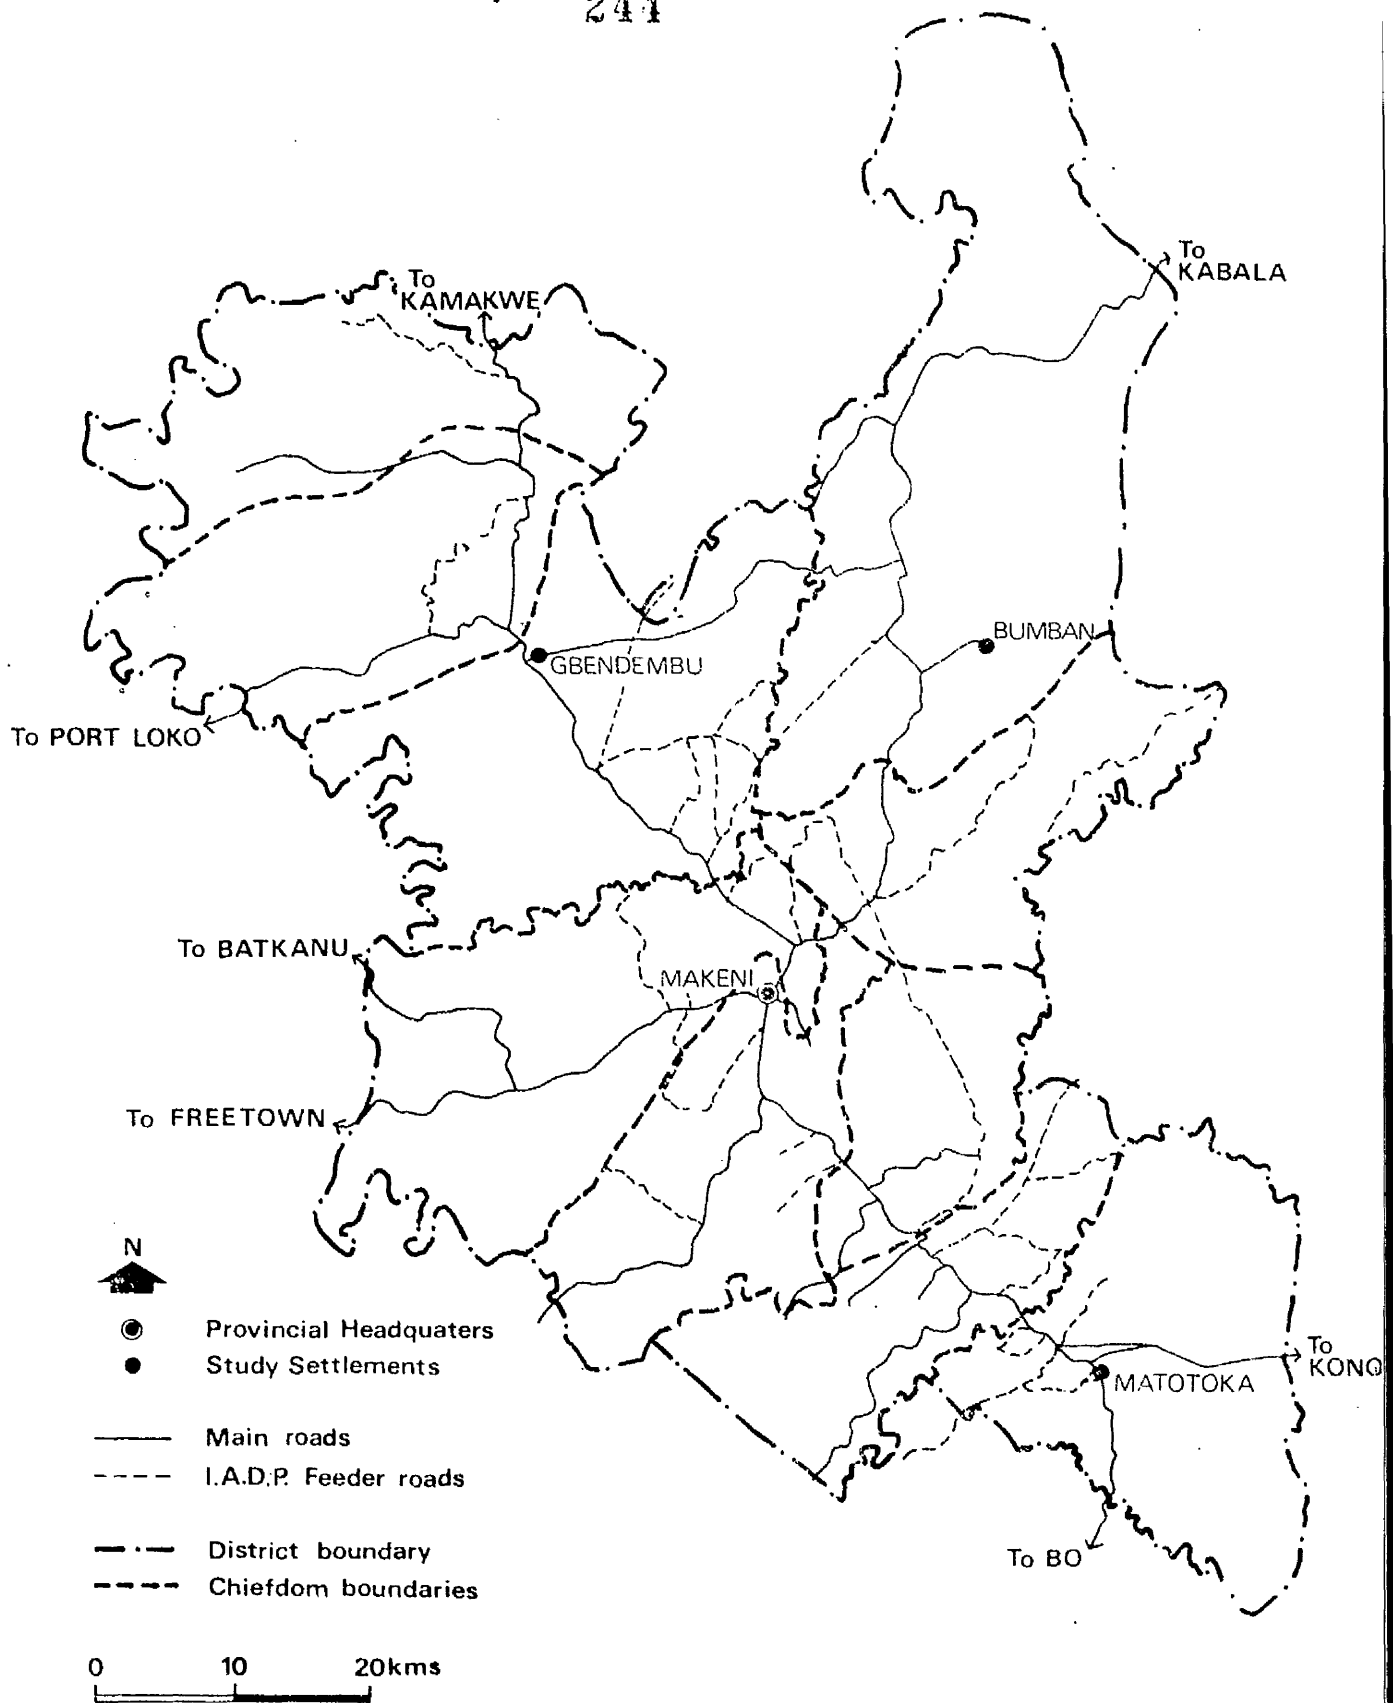 244
To
KABALA
To
KAMAKWE
BUMBAN
GBENDEMBU
To PORT LOKO
To BATKANU
MAKENI
To FREETOWN
N
Provincial Headquaters
Study Settlements
To
KONO
MATOTOKA
Main roads
I.A.D.P. Feeder roads
To BO
District boundary
Chiefdom boundaries
0 10 20kms